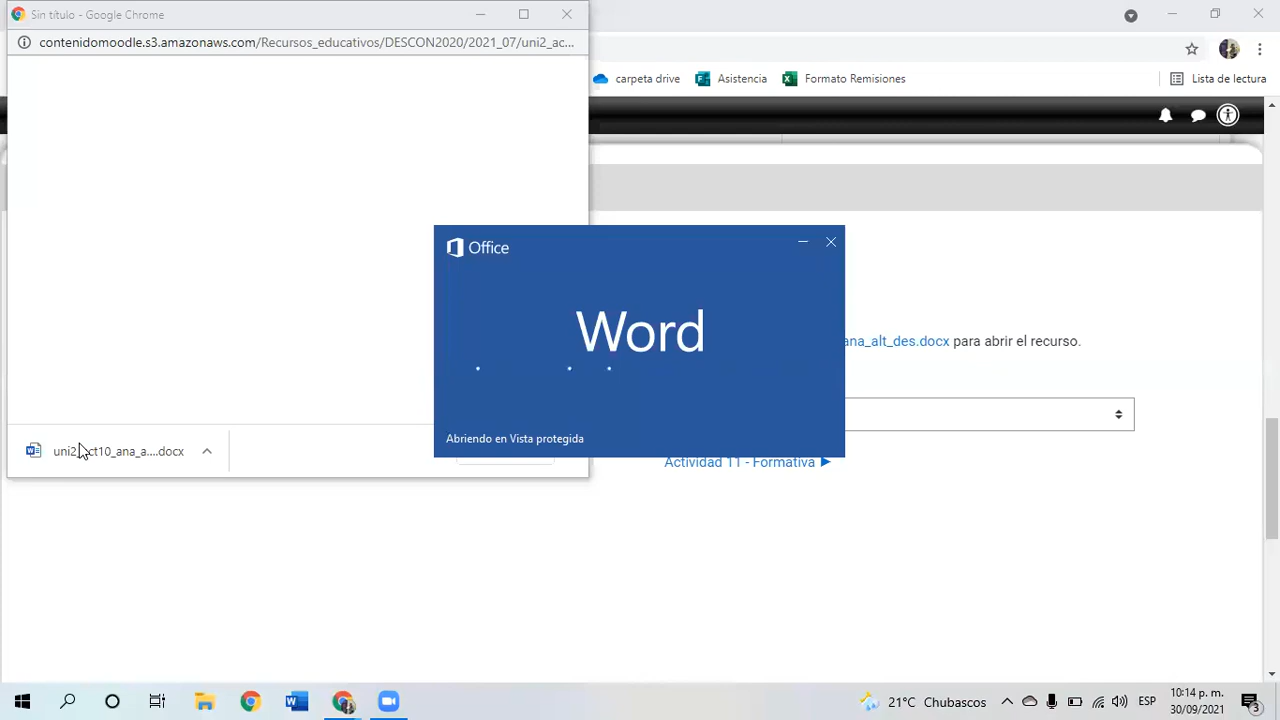 Sin título - Google Chrome
contenidomoodle.s3.amazonaws.com/Recursos_educativos/DESCON2020/2021_07/uni2_ac...
carpeta drive
Asistencia
Formato Remisiones
Lista de lectura
Office
Word
Abriendo en Vista protegida
ana_alt_des.docx para abrir el recurso.
uni2_act10_ana_a....docx
Actividad 11 - Formativa ▶
21°C Chubascos
ESP
10:14 p. m.
30/09/2021
3